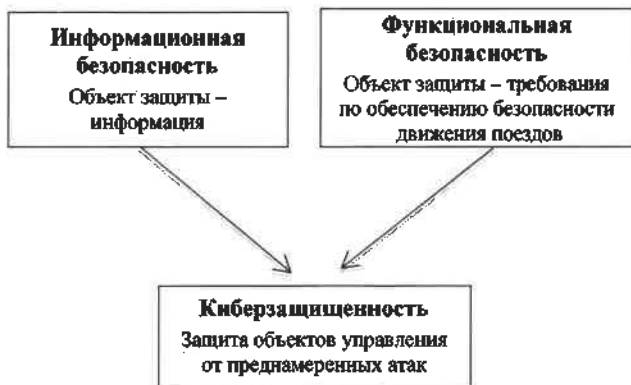 Информационная
безопасность
Объект защиты –
информация
Функциональная
безопасность
Объект защиты – требования
по обеспечению безопасности
движения поездов
Киберзащищенность
Защита объектов управления
от преднамеренных атак